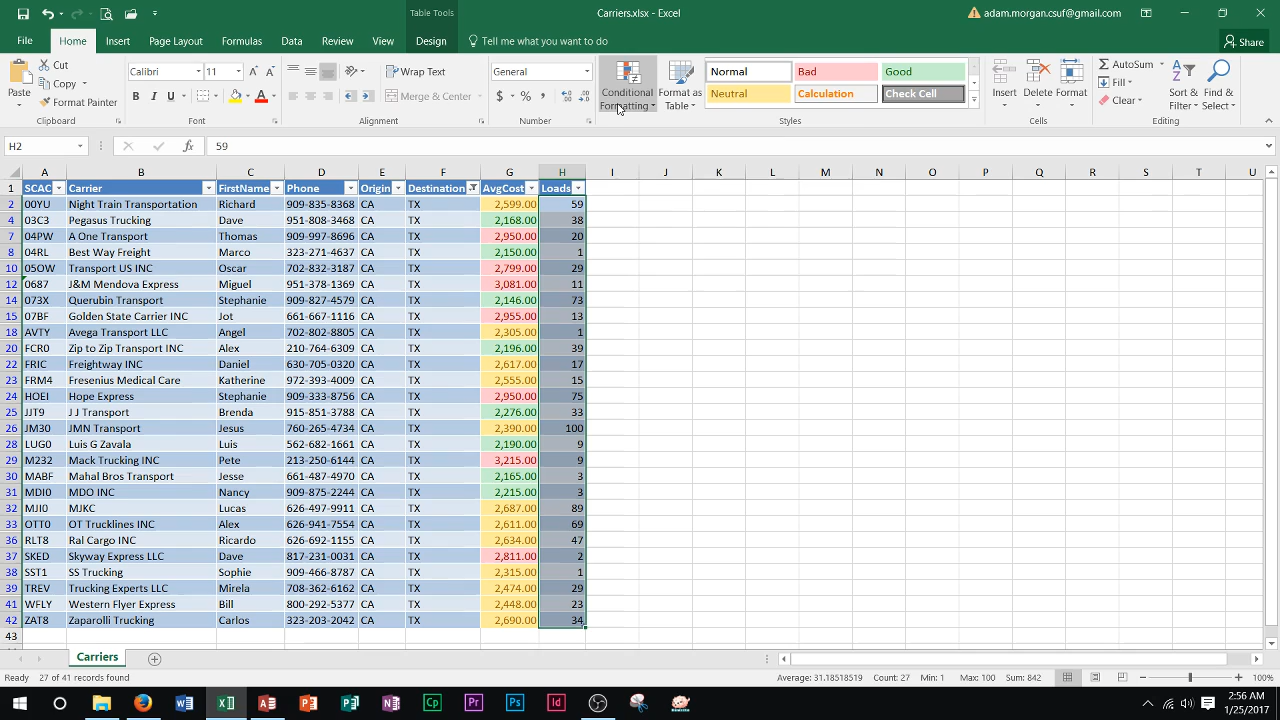 Carriers.xlsx - Excel
Table Tools
adam.morgan.csuf@gmail.com
File Home Insert Page Layout Formulas Data Review View Design Tell me what you want to do Share
Paste
Cut
Copy
Format Painter
Clipboard
Calibri 11
B I U
Font
Wrap Text
Merge & Center
Alignment
General
$ % ,
Number
Conditional Formatting
Format as Table
Normal Bad Good
Neutral Calculation Check Cell
Styles
Insert Delete Format
Cells
AutoSum
Fill
Clear
Sort & Filter
Find & Select
Editing
H2 fx 59
A B C D E F G H I J K L M N O P Q R S T U
1 SCAC Carrier FirstName Phone Origin Destination AvgCost Loads
2 00YU Night Train Transportation Richard 909-835-8368 CA TX 2,599.00 59
4 03C3 Pegasus Trucking Dave 951-808-3468 CA TX 2,168.00 38
7 04PW A One Transport Thomas 909-997-8696 CA TX 2,950.00 20
8 04RL Best Way Freight Marco 323-271-4637 CA TX 2,150.00 1
10 05OW Transport US INC Oscar 702-832-3187 CA TX 2,799.00 29
12 0687 J&M Mendova Express Miguel 951-378-1369 CA TX 3,081.00 11
14 073X Querubin Transport Stephanie 909-827-4579 CA TX 2,146.00 73
15 07BF Golden State Carrier INC Jot 661-667-1116 CA TX 2,955.00 13
18 AVTY Avega Transport LLC Angel 702-802-8805 CA TX 2,305.00 1
20 FCR0 Zip to Zip Transport INC Alex 210-764-6309 CA TX 2,196.00 39
22 FRIC Freightway INC Daniel 630-705-0320 CA TX 2,617.00 17
23 FRM4 Fresenius Medical Care Katherine 972-393-4009 CA TX 2,555.00 15
24 HOEI Hope Express Stephanie 909-333-8756 CA TX 2,950.00 75
25 JJT9 J J Transport Brenda 915-851-3788 CA TX 2,276.00 33
26 JM30 JMN Transport Jesus 760-265-4734 CA TX 2,390.00 100
28 LUG0 Luis G Zavala Luis 562-682-1661 CA TX 2,190.00 9
29 M232 Mack Trucking INC Pete 213-250-6144 CA TX 3,215.00 9
30 MABF Mahal Bros Transport Jesse 661-487-4970 CA TX 2,165.00 3
31 MDI0 MDO INC Nancy 909-875-2244 CA TX 2,215.00 3
32 MJI0 MJKC Lucas 626-497-9911 CA TX 2,687.00 89
33 OTT0 OT Trucklines INC Alex 626-941-7554 CA TX 2,611.00 69
36 RLT8 Ral Cargo INC Ricardo 626-692-1155 CA TX 2,634.00 47
37 SKED Skyway Express LLC Dave 817-231-0031 CA TX 2,811.00 2
38 SST1 SS Trucking Sophie 909-466-8787 CA TX 2,315.00 1
39 TREV Trucking Experts LLC Mirela 708-362-6162 CA TX 2,474.00 29
41 WFLY Western Flyer Express Bill 800-292-5377 CA TX 2,448.00 23
42 ZAT8 Zaparolli Trucking Carlos 323-203-2042 CA TX 2,690.00 34
43
Carriers
Ready 27 of 41 records found Average: 31.18518519 Count: 27 Min: 1 Max: 100 Sum: 842 100%
Cp Pr Ps Id
2:56 AM
1/25/2017